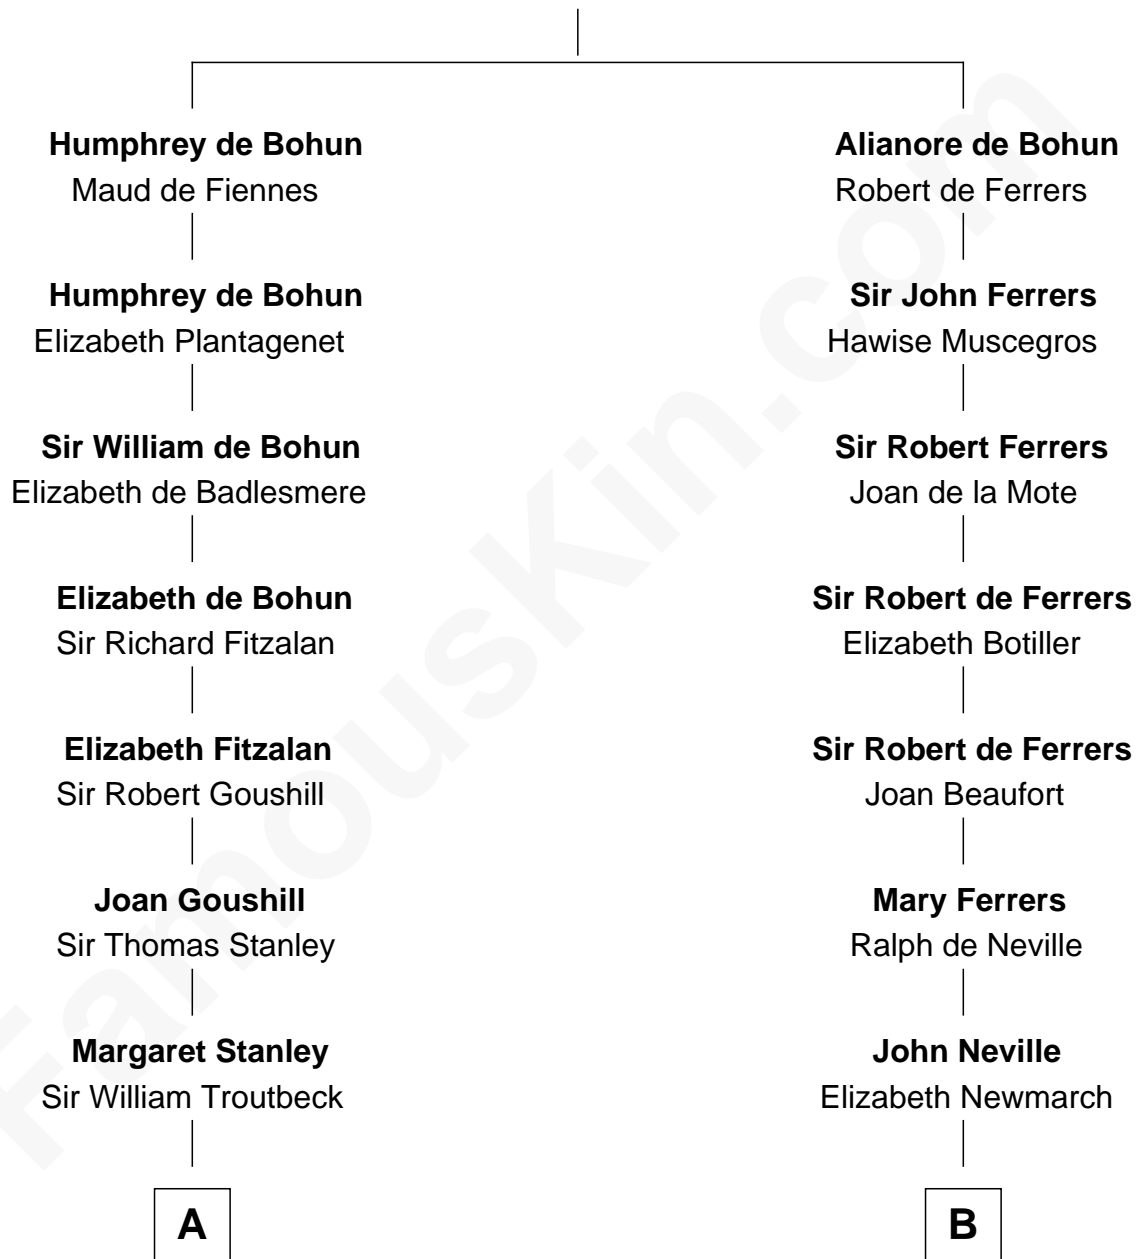 Humphrey de Bohun
Maud de Fiennes
Humphrey de Bohun
Elizabeth Plantagenet
Sir William de Bohun
Elizabeth de Badlesmere
Elizabeth de Bohun
Sir Richard Fitzalan
Elizabeth Fitzalan
Sir Robert Goushill
Joan Goushill
Sir Thomas Stanley
Margaret Stanley
Sir William Troutbeck
A
Alianore de Bohun
Robert de Ferrers
Sir John Ferrers
Hawise Muscegros
Sir Robert Ferrers
Joan de la Mote
Sir Robert de Ferrers
Elizabeth Botiller
Sir Robert de Ferrers
Joan Beaufort
Mary Ferrers
Ralph de Neville
John Neville
Elizabeth Newmarch
B
FamousKin.com